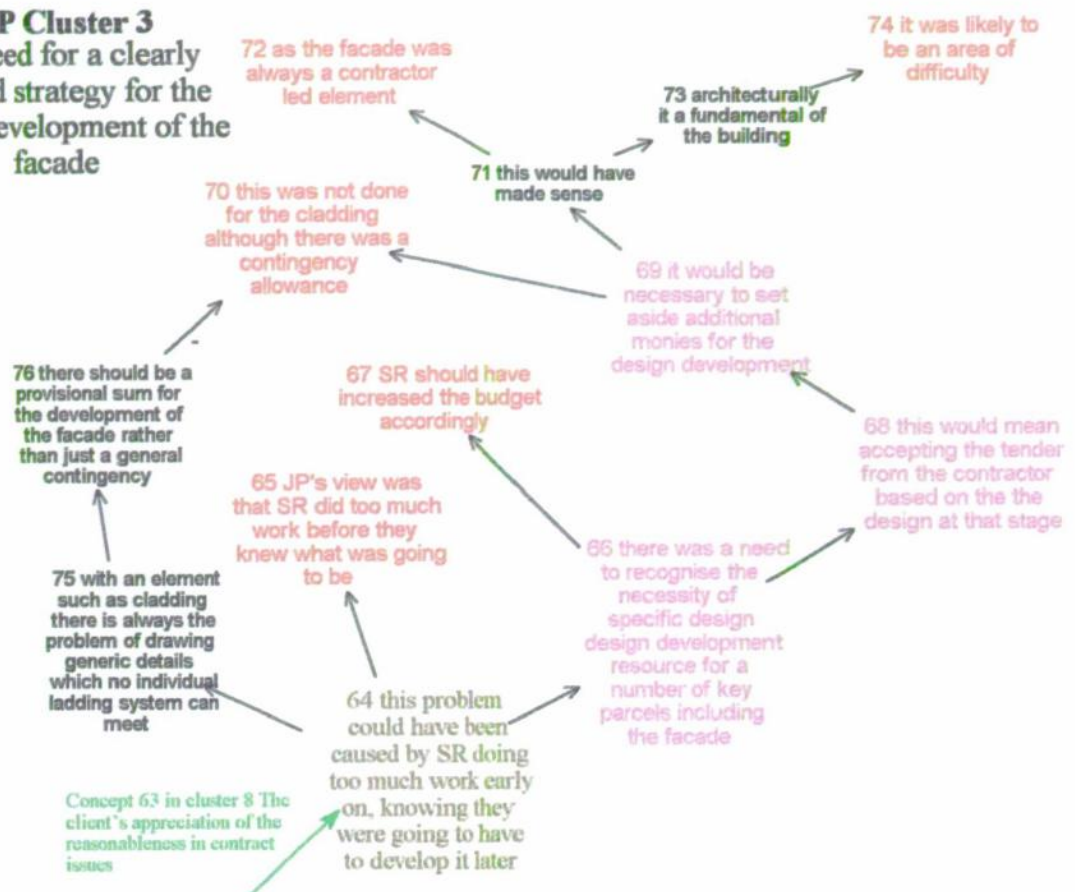 P Cluster 3
eed for a clearly
d strategy for the
evelopment of the
facade
72 as the facade was
always a contractor
led element
74 it was likely to
be an area of
difficulty
73 architecturally
it a fundamental of
the building
71 this would have
made sense
70 this was not done
for the cladding
although there was a
contingency
allowance
69 it would be
necessary to set
aside additional
monies for the
design development
76 there should be a
provisional sum for
the development of
the facade rather
than just a general
contingency
67 SR should have
increased the budget
accordingly
68 this would mean
accepting the tender
from the contractor
based on the the
design at that stage
65 JP's view was
that SR did too much
work before they
knew what was going
to be
66 there was a need
to recognise the
necessity of
specific design
design development
resource for a
number of key
parcels including
the facade
75 with an element
such as cladding
there is always the
problem of drawing
generic details
which no individual
ladding system can
meet
64 this problem
could have been
caused by SR doing
too much work early
on, knowing they
were going to have
to develop it later
Concept 63 in cluster 8 The
client's appreciation of the
reasonableness in contract
issues